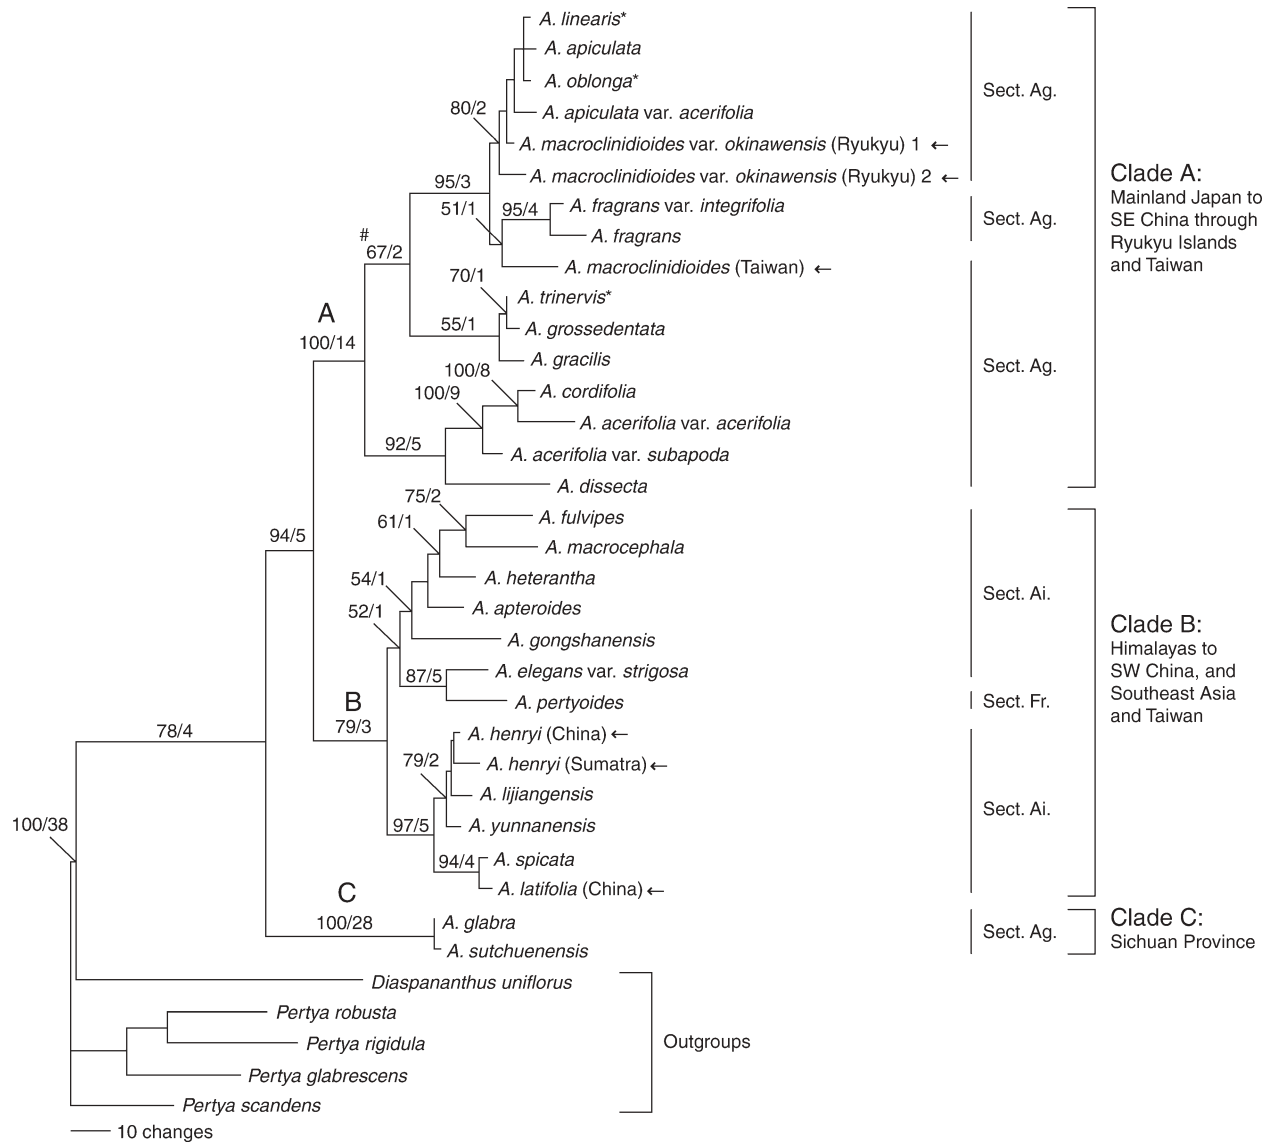 A. linearis*
A. apiculata
A. oblonga*
Sect. Ag.
80/2
A. apiculata var. acerifolia
A. macroclinidioides var. okinawensis (Ryukyu) 1 ←
A. macroclinidioides var. okinawensis (Ryukyu) 2 ←
95/3
51/1
95/4
A. fragrans var. integrifolia
A. fragrans
Sect. Ag.
Clade A:
Mainland Japan to
SE China through
Ryukyu Islands
and Taiwan
#
67/2
A. macroclinidioides (Taiwan) ←
70/1
A. trinervis*
A
55/1
A. grossedentata
100/14
A. gracilis
Sect. Ag.
100/8
100/9
A. cordifolia
A. acerifolia var. acerifolia
92/5
A. acerifolia var. subapoda
A. dissecta
75/2
61/1
A. fulvipes
94/5
A. macrocephala
54/1
A. heterantha
Sect. Ai.
52/1
A. apteroides
A. gongshanensis
Clade B:
Himalayas to
SW China, and
Southeast Asia
and Taiwan
87/5
A. elegans var. strigosa
B
A. pertyoides
Sect. Fr.
78/4
79/3
A. henryi (China) ←
79/2
A. henryi (Sumatra) ←
A. lijiangensis
Sect. Ai.
100/38
97/5
A. yunnanensis
94/4
A. spicata
C
A. latifolia (China) ←
100/28
A. glabra
A. sutchuenensis
Sect. Ag.
Clade C:
Sichuan Province
Diaspananthus uniflorus
Pertya robusta
Pertya rigidula
Outgroups
Pertya glabrescens
Pertya scandens
10 changes